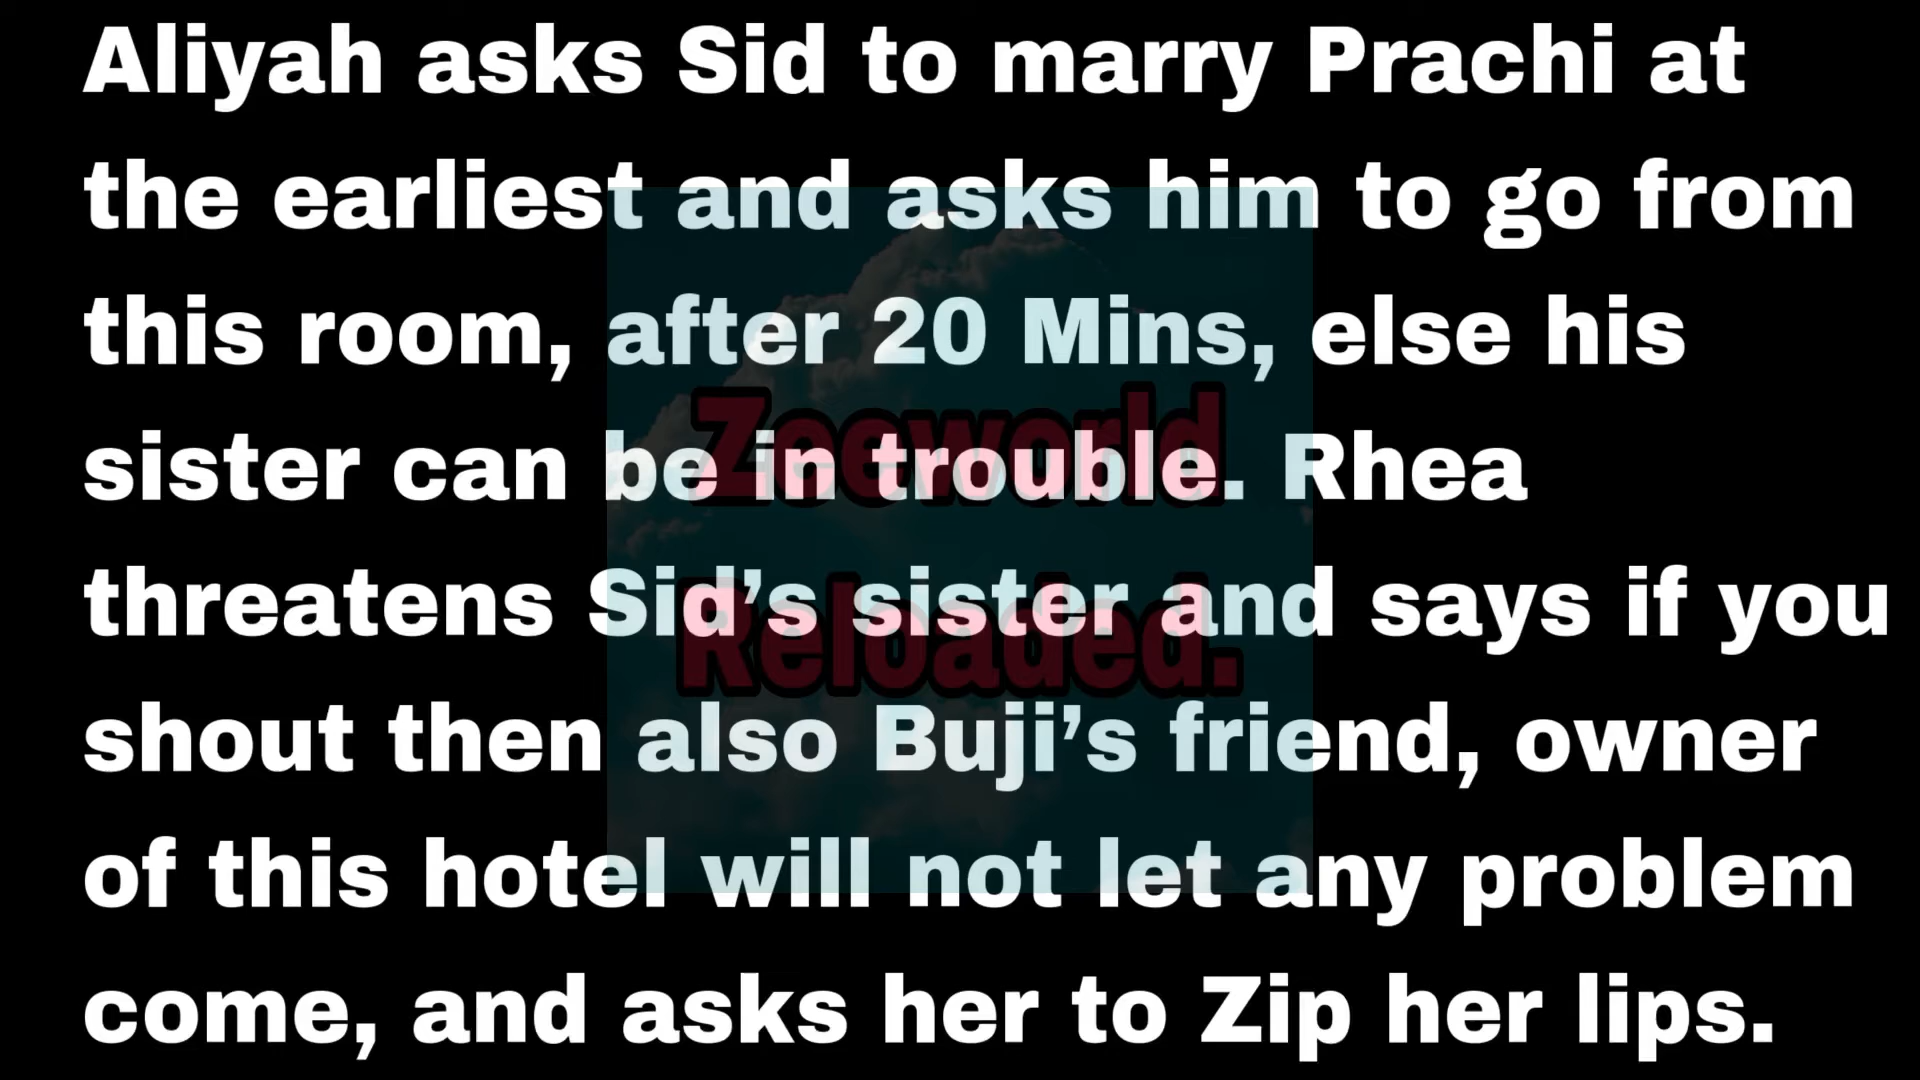 Aliyah asks Sid to marry Prachi at
the earliest and asks him to go from
this room, after 20 Mins, else his
sister can be in trouble. Rhea
threatens Sid’s sister and says if you
shout then also Buji’s friend, owner
of this hotel will not let any problem
come, and asks her to Zip her lips.
Zeeworld
Reloaded.